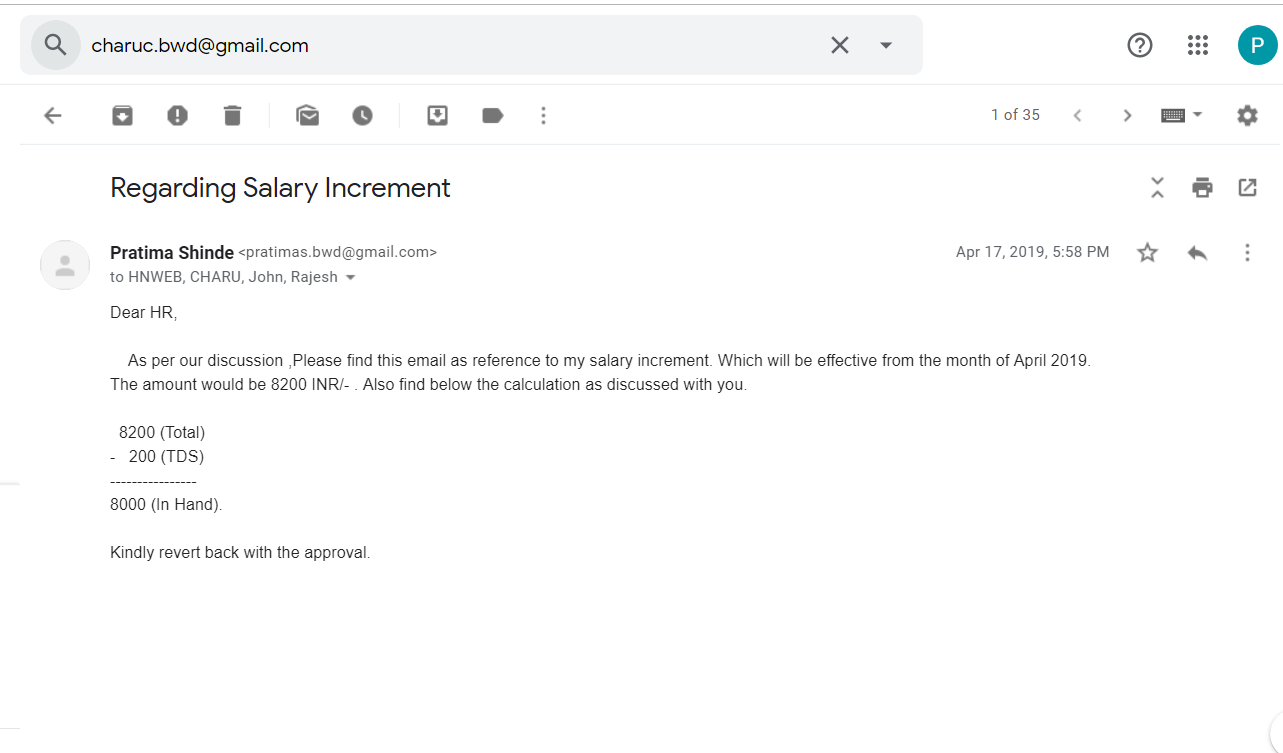 charuc.bwd@gmail.com
P
1 of 35
Regarding Salary Increment
Pratima Shinde <pratimas.bwd@gmail.com>
Apr 17, 2019, 5:58 PM
to HNWEB, CHARU, John, Rajesh
Dear HR,
As per our discussion ,Please find this email as reference to my salary increment. Which will be effective from the month of April 2019.
The amount would be 8200 INR/- . Also find below the calculation as discussed with you.
8200 (Total)
- 200 (TDS)
----------------
8000 (In Hand).
Kindly revert back with the approval.